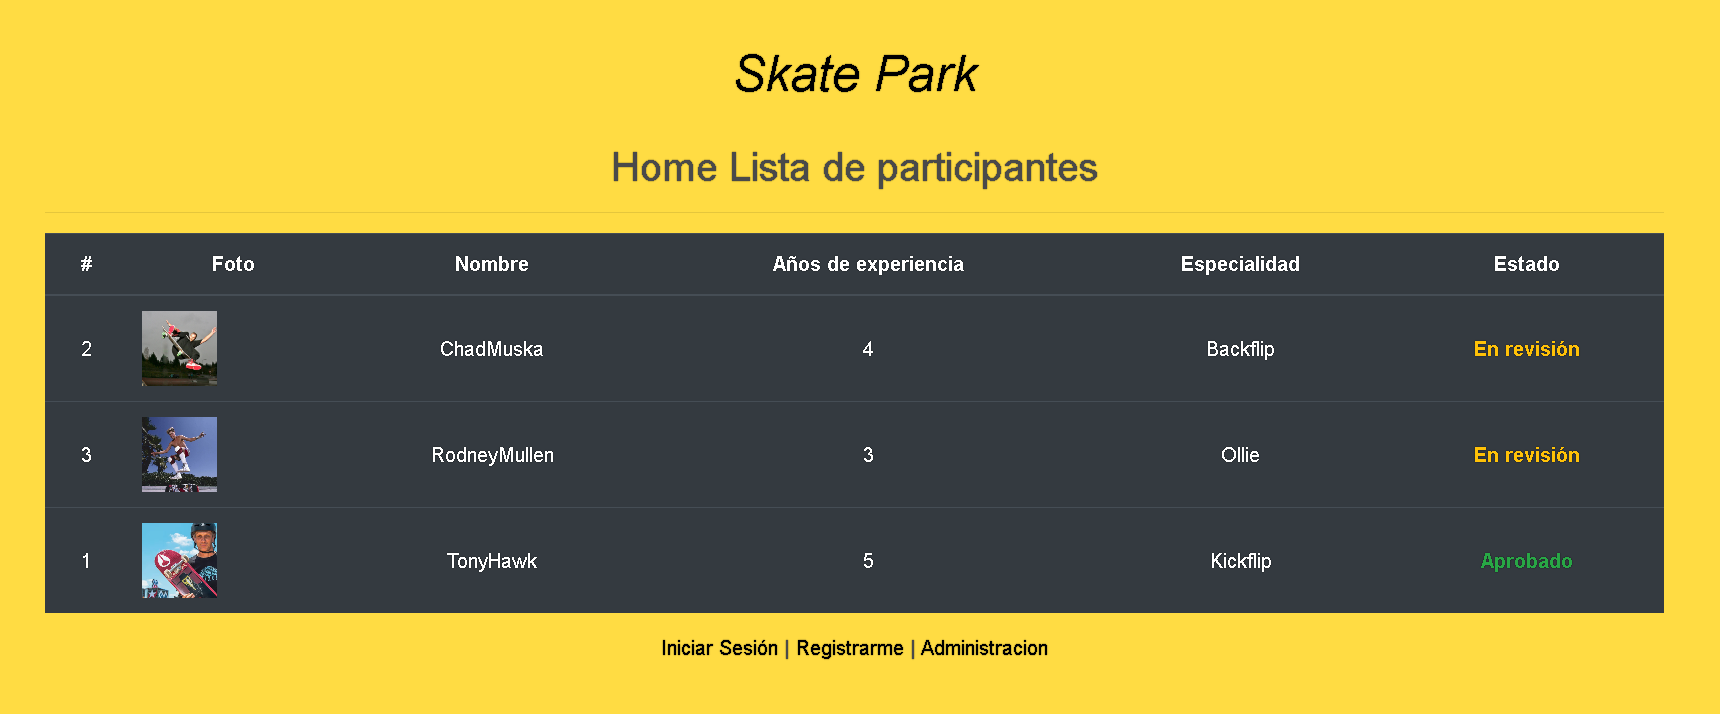 Skate Park
Home Lista de participantes
# Foto Nombre Años de experiencia Especialidad Estado
2 ChadMuska 4 Backflip En revisión
3 RodneyMullen 3 Ollie En revisión
1 TonyHawk 5 Kickflip Aprobado
Iniciar Sesión | Registrarme | Administracion